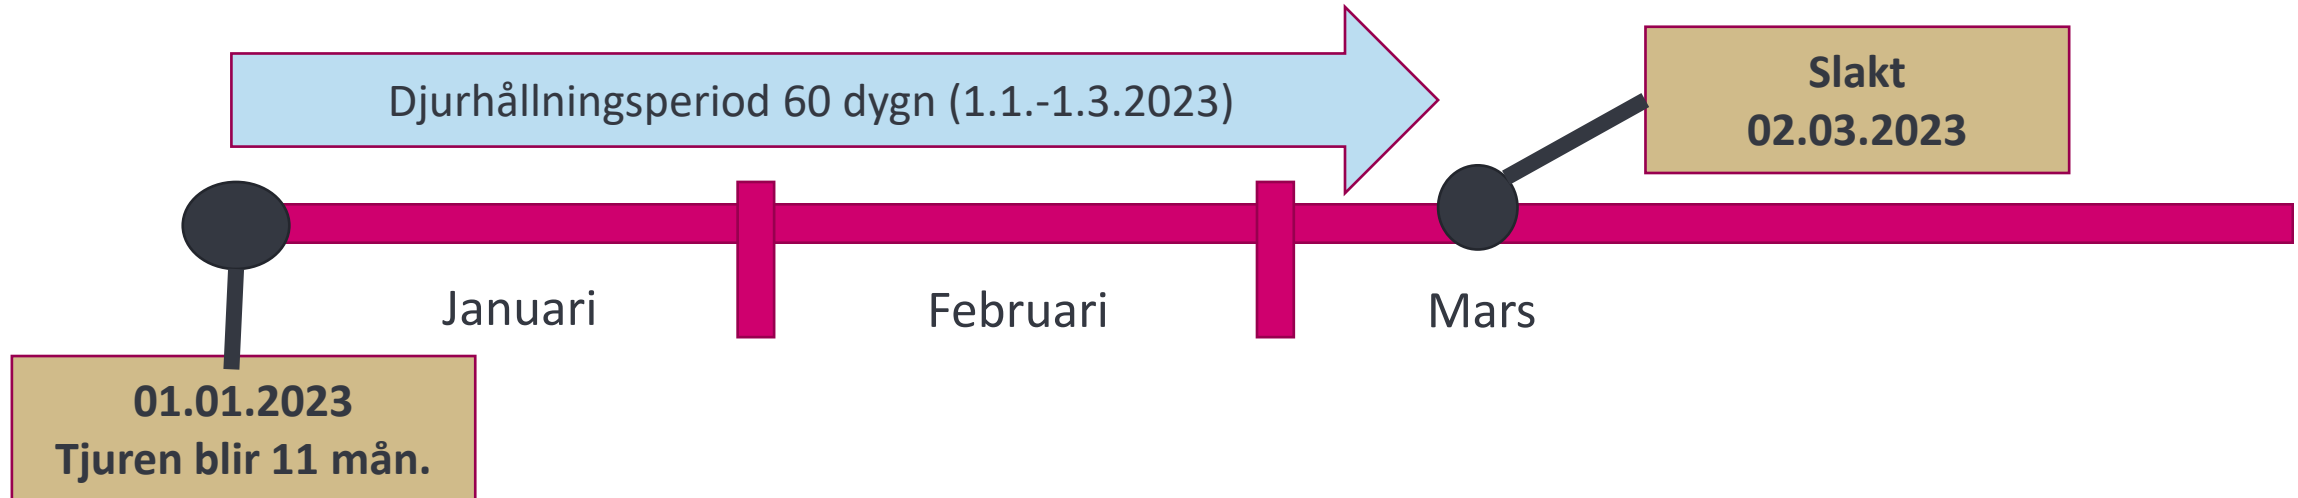 Djurhållningsperiod 60 dygn (1.1.-1.3.2023)
Slakt
02.03.2023
Januari
Februari
Mars
01.01.2023
Tjuren blir 11 mån.